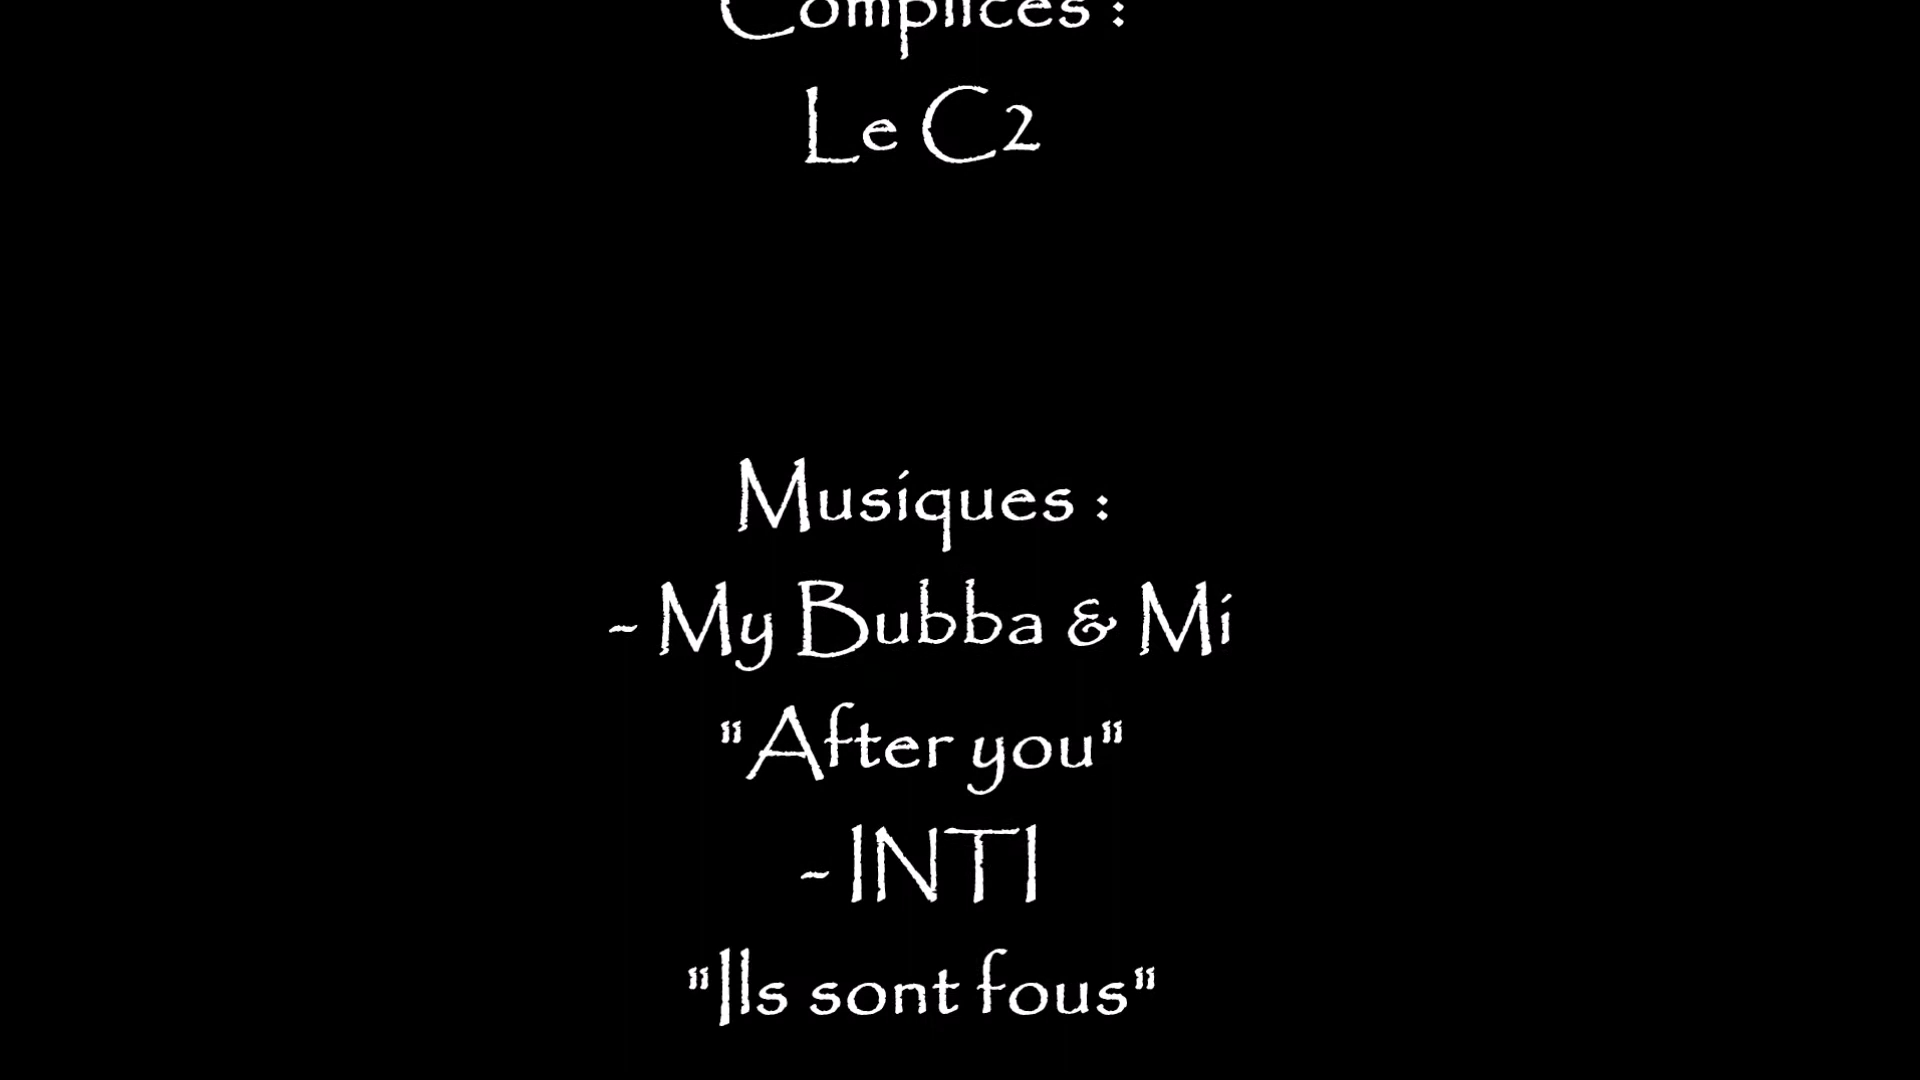 Complices :
Le C2
Musiques :
- My Bubba & Mi
"After you"
- INTI
"Ils sont fous"